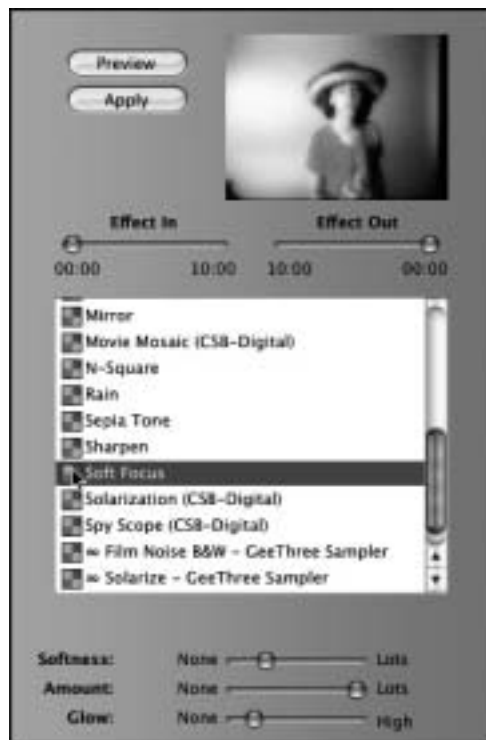 Preview
Apply
Effect In Effect Out
00:00 10:00 10:00 00:00
Mirror
Movie Mosaic (CSB-Digital)
N-Square
Rain
Sepia Tone
Sharpen
Soft Focus
Solarization (CSB-Digital)
Spy Scope (CSB-Digital)
∞ Film Noise B&W - GeeThree Sampler
∞ Solarize - GeeThree Sampler
Softness: None Lots
Amount: None Lots
Glow: None High